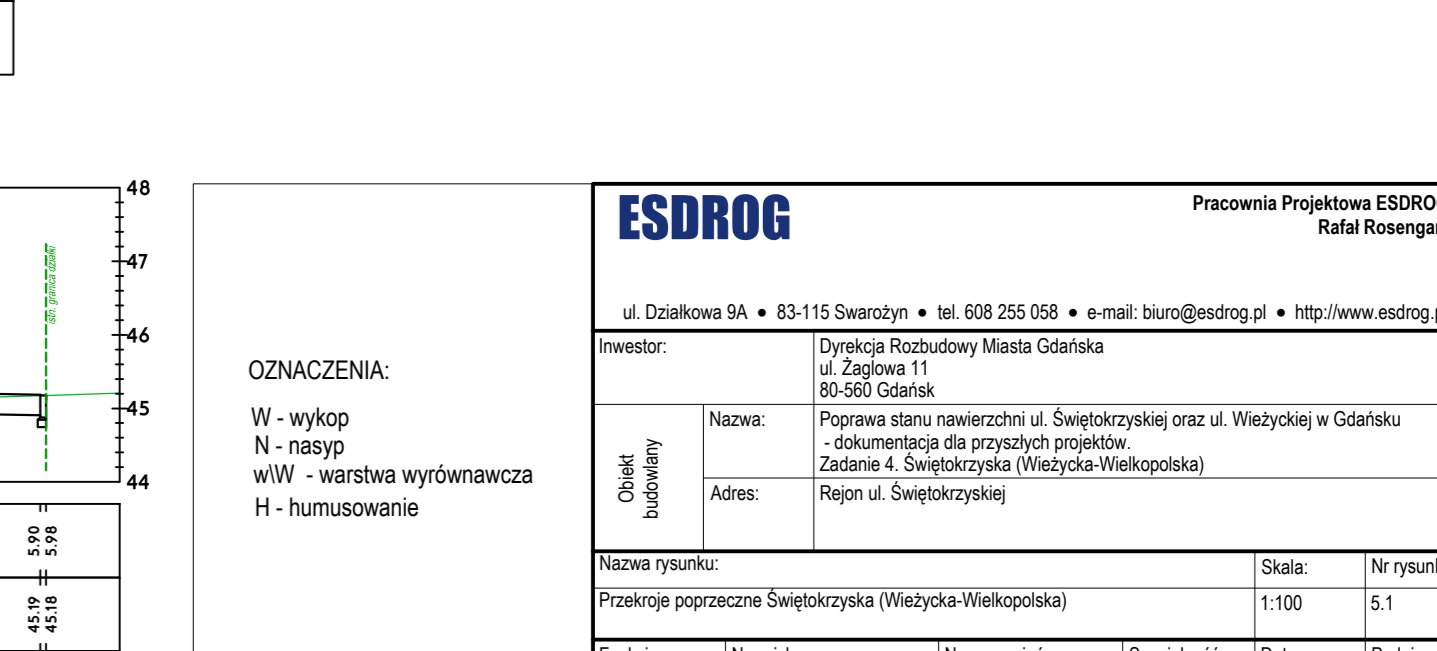 48
47
46
45
44
istn. granica działki
5.90
5.98
45.19
45.18
OZNACZENIA:
W - wykop
N - nasyp
w\W - warstwa wyrównawcza
H - humusowanie
ESDROG
Pracownia Projektowa ESDROG
Rafał Rosengar
ul. Działkowa 9A ● 83-115 Swarożyn ● tel. 608 255 058 ● e-mail: biuro@esdrog.pl ● http://www.esdrog.p
Inwestor:
Dyrekcja Rozbudowy Miasta Gdańska
ul. Żaglowa 11
80-560 Gdańsk
Obiekt
budowlany
Nazwa:
Poprawa stanu nawierzchni ul. Świętokrzyskiej oraz ul. Wieżyckiej w Gdańsku
- dokumentacja dla przyszłych projektów.
Zadanie 4. Świętokrzyska (Wieżycka-Wielkopolska)
Adres:
Rejon ul. Świętokrzyskiej
Nazwa rysunku:
Skala:
Nr rysunk
Przekroje poprzeczne Świętokrzyska (Wieżycka-Wielkopolska)
1:100
5.1